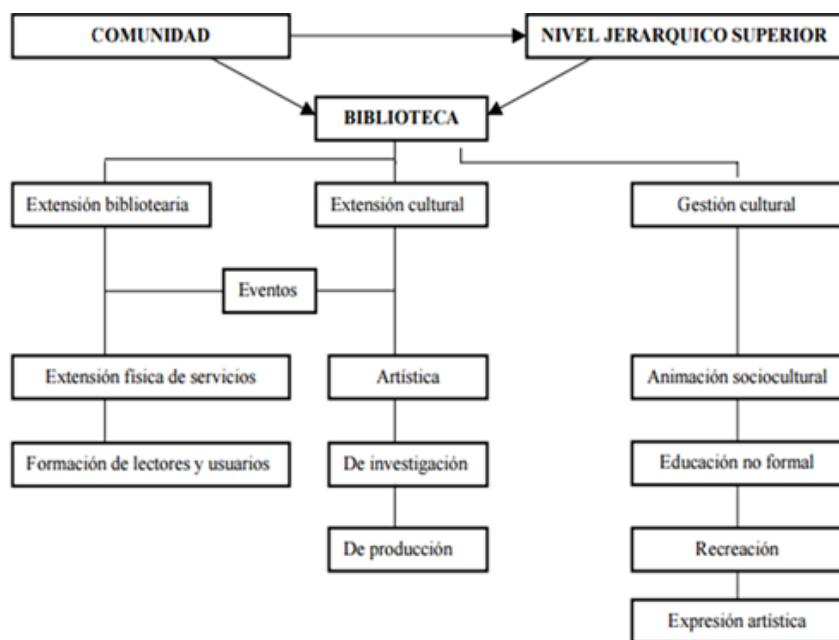 COMUNIDAD
NIVEL JERARQUICO SUPERIOR
BIBLIOTECA
Extensión bibliotearia
Extensión cultural
Gestión cultural
Eventos
Extensión física de servicios
Artística
Animación sociocultural
Formación de lectores y usuarios
De investigación
Educación no formal
De producción
Recreación
Expresión artística